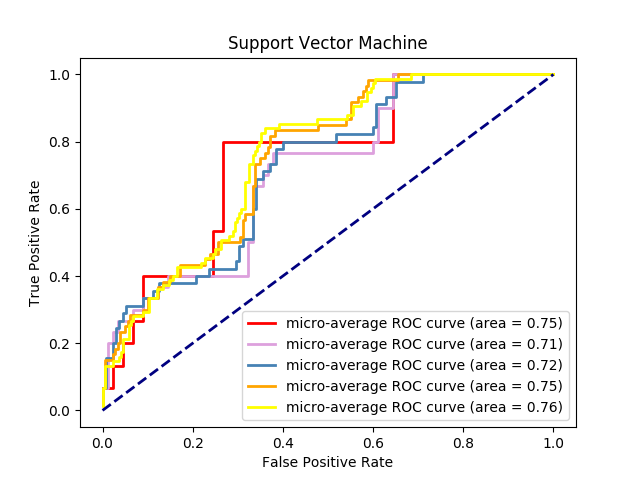 Support Vector Machine
True Positive Rate
1.0
0.8
0.6
0.4
0.2
0.0
micro-average ROC curve (area = 0.75)
micro-average ROC curve (area = 0.71)
micro-average ROC curve (area = 0.72)
micro-average ROC curve (area = 0.75)
micro-average ROC curve (area = 0.76)
0.0 0.2 0.4 0.6 0.8 1.0
False Positive Rate